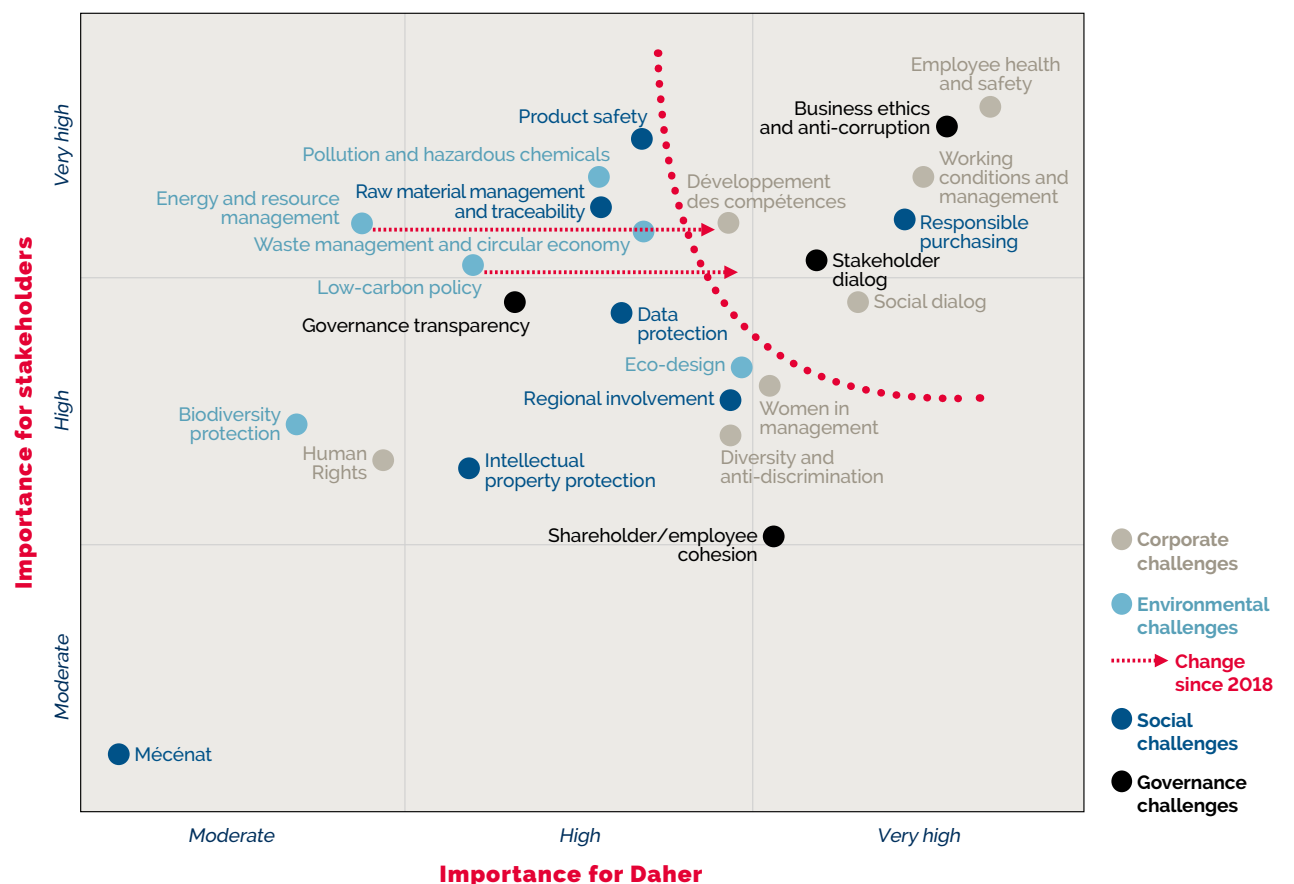 Importance for stakeholders
Very high
High
Moderate
Employee health
and safety
Business ethics
and anti-corruption
Product safety
Pollution and hazardous chemicals
Working
conditions and
management
Développement
des compétences
Raw material management
and traceability
Energy and resource
management
Responsible
purchasing
Waste management and circular economy
Stakeholder
dialog
Low-carbon policy
Social dialog
Governance transparency
Data
protection
Eco-design
Regional involvement
Women in
management
Biodiversity
protection
Human
Rights
Intellectual
property protection
Diversity and
anti-discrimination
Shareholder/employee
cohesion
Mécénat
Corporate
challenges
Environmental
challenges
Change
since 2018
Social
challenges
Governance
challenges
Moderate
High
Very high
Importance for Daher